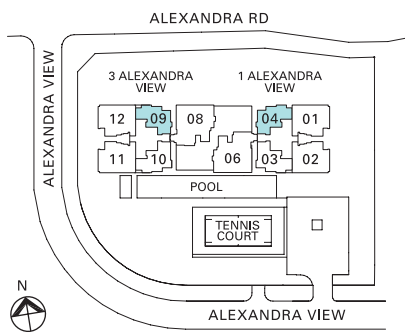 ALEXANDRA RD
ALEXANDRA VIEW
3 ALEXANDRA
VIEW
1 ALEXANDRA
VIEW
12 09 08 04 01
11 10 06 03 02
POOL
TENNIS
COURT
N
ALEXANDRA VIEW